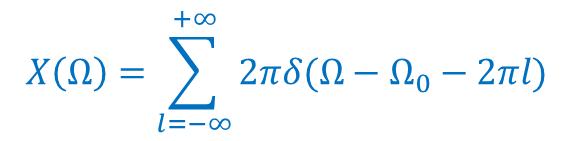 X(Ω) = ∑_{l=−∞}^{+∞} 2πδ(Ω − Ω₀ − 2πl)